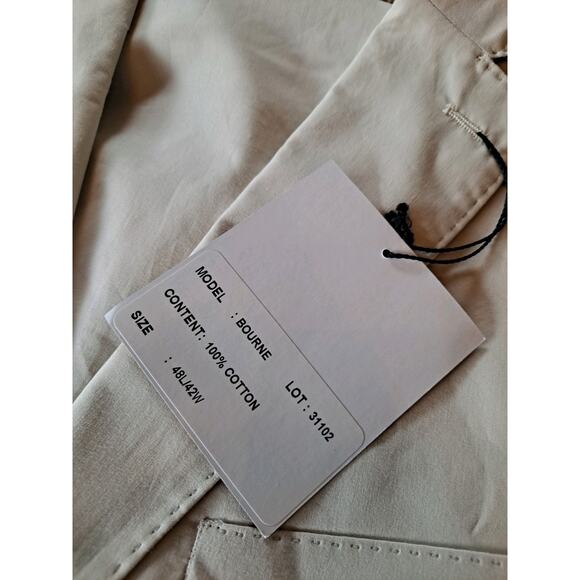 MODEL : BOURNE LOT : 31102
CONTENT: 100% COTTON
SIZE : 48L/42W